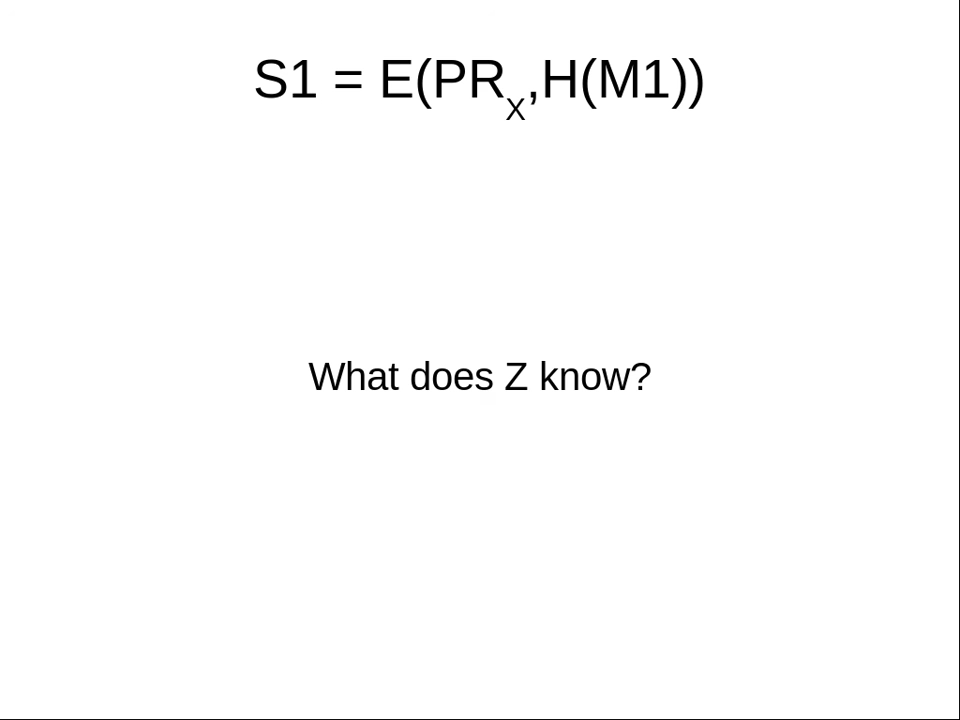 S1 = E(PRX,H(M1))
What does Z know?